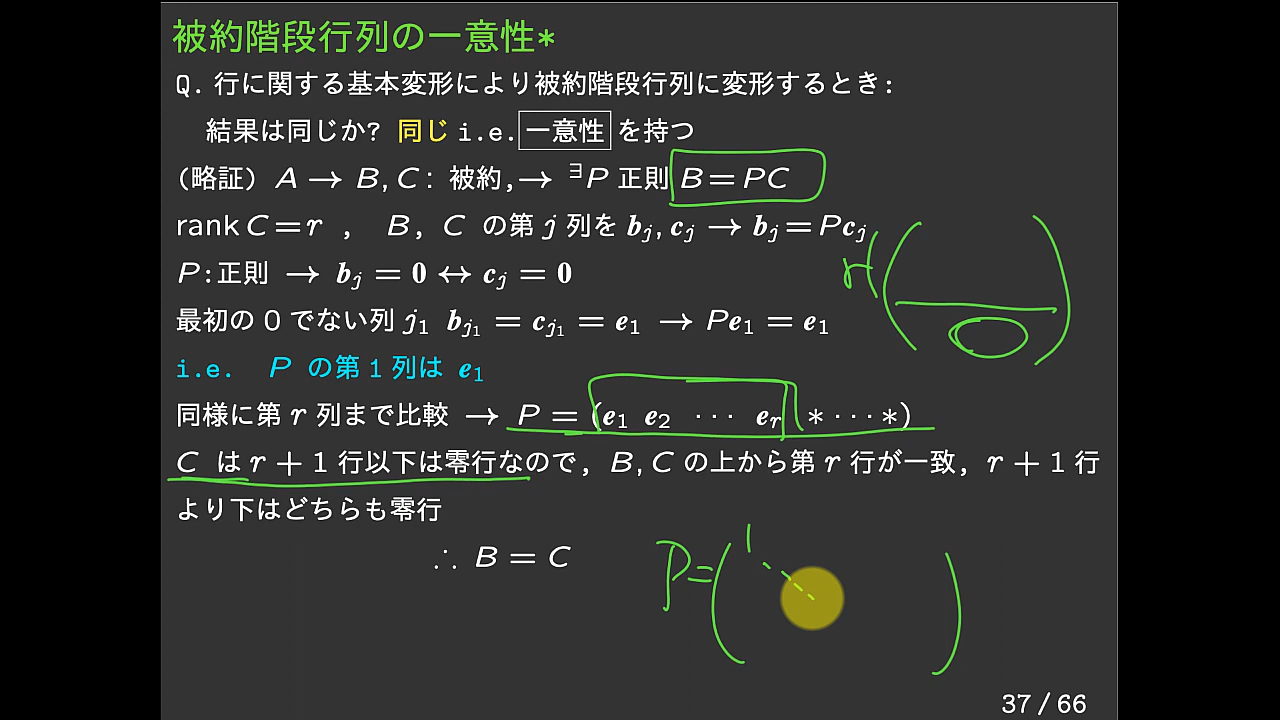 被約階段行列の一意性*
Q. 行に関する基本変形により被約階段行列に変形するとき:
結果は同じか? 同じ i.e. 一意性 を持つ
(略証) A → B, C : 被約, → ∃P 正則 B = PC
rank C = r , B, C の第 j 列を b_j, c_j → b_j = Pc_j
P:正則 → b_j = 0 ↔ c_j = 0
最初の 0 でない列 j_1 b_{j_1} = c_{j_1} = e_1 → Pe_1 = e_1
i.e. P の第 1 列は e_1
同様に第 r 列まで比較 → P = (e_1 e_2 ⋯ e_r * ⋯ *)
C は r + 1 行以下は零行なので, B, C の上から第 r 行が一致, r + 1 行
より下はどちらも零行
∴ B = C
r
P = ( 1 )
37 / 66